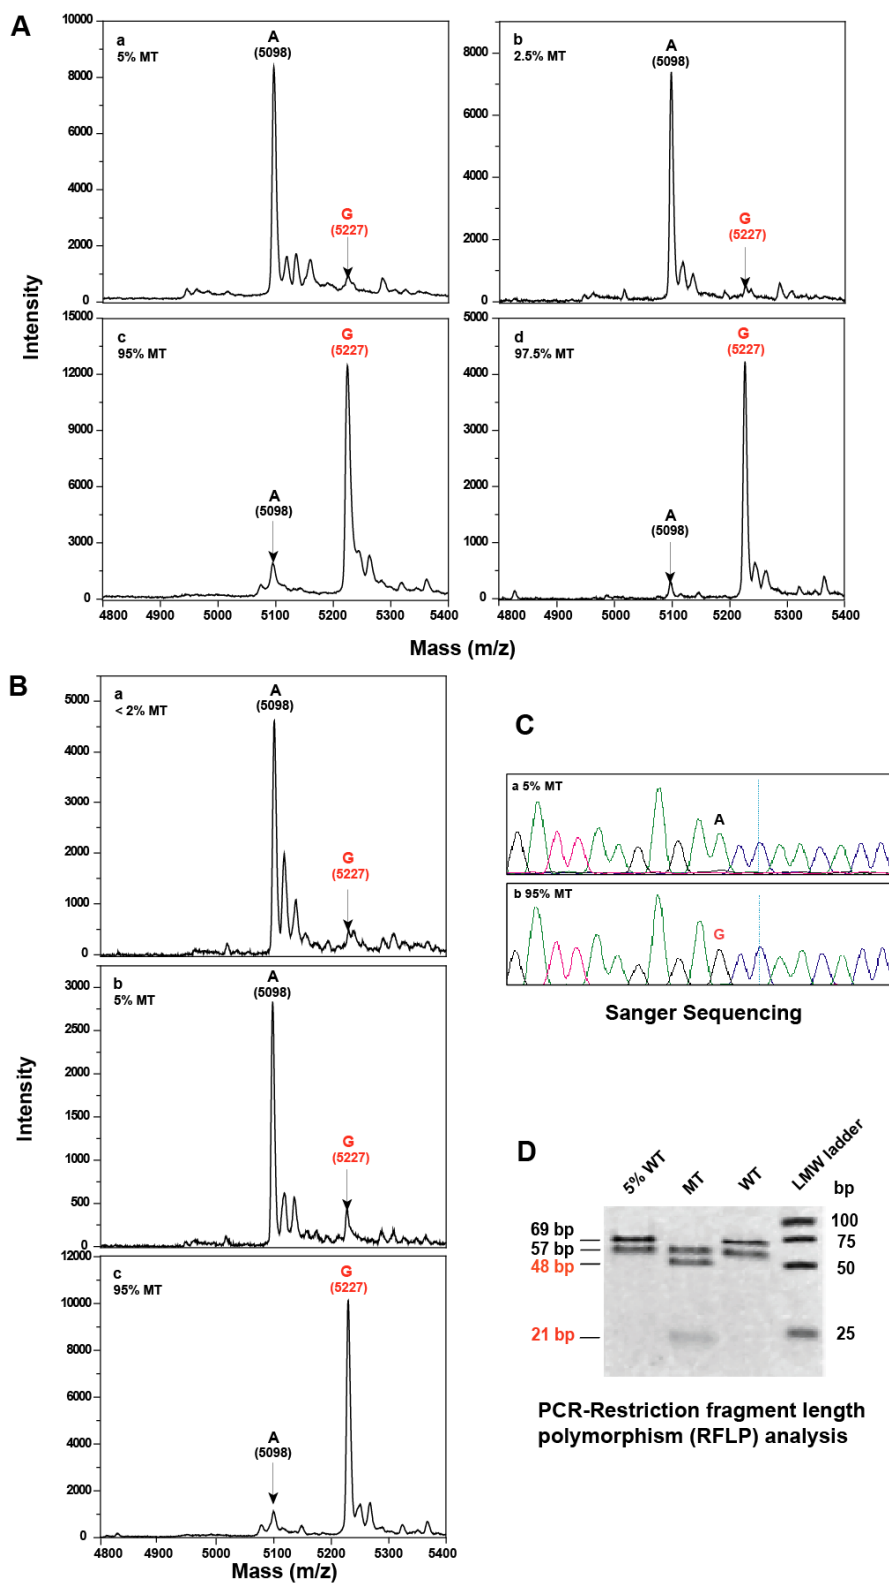 A
a
5% MT
A
(5098)
G
(5227)
10000
8000
6000
4000
2000
0
b
2.5% MT
A
(5098)
G
(5227)
8000
6000
4000
2000
0
Intensity
c
95% MT
G
(5227)
A
(5098)
15000
12000
9000
6000
3000
0
4800 4900 5000 5100 5200 5300 5400
d
97.5% MT
G
(5227)
A
(5098)
5000
4000
3000
2000
1000
0
4800 4900 5000 5100 5200 5300 5400
Mass (m/z)
B
a
< 2% MT
A
(5098)
G
(5227)
5000
4000
3000
2000
1000
0
b
5% MT
A
(5098)
G
(5227)
3000
2500
2000
1500
1000
500
0
Intensity
c
95% MT
G
(5227)
A
(5098)
12000
10000
8000
6000
4000
2000
0
4800 4900 5000 5100 5200 5300 5400
Mass (m/z)
C
a 5% MT
A
b 95% MT
G
Sanger Sequencing
D
5% WT MT WT LMW ladder bp
69 bp
57 bp
48 bp
21 bp
100
75
50
25
PCR-Restriction fragment length
polymorphism (RFLP) analysis